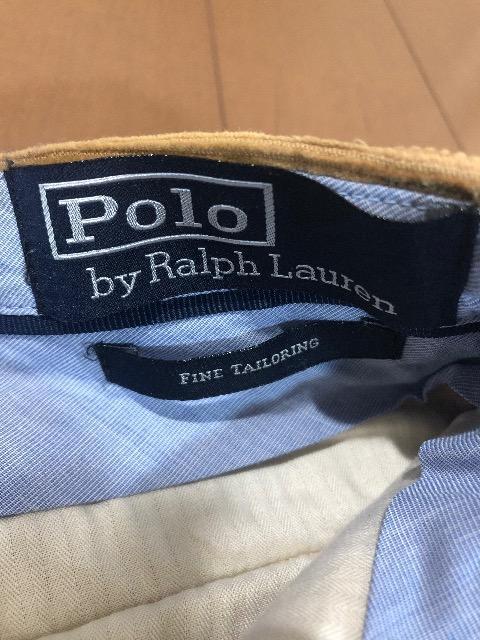 Polo
by Ralph Lauren
FINE TAILORING